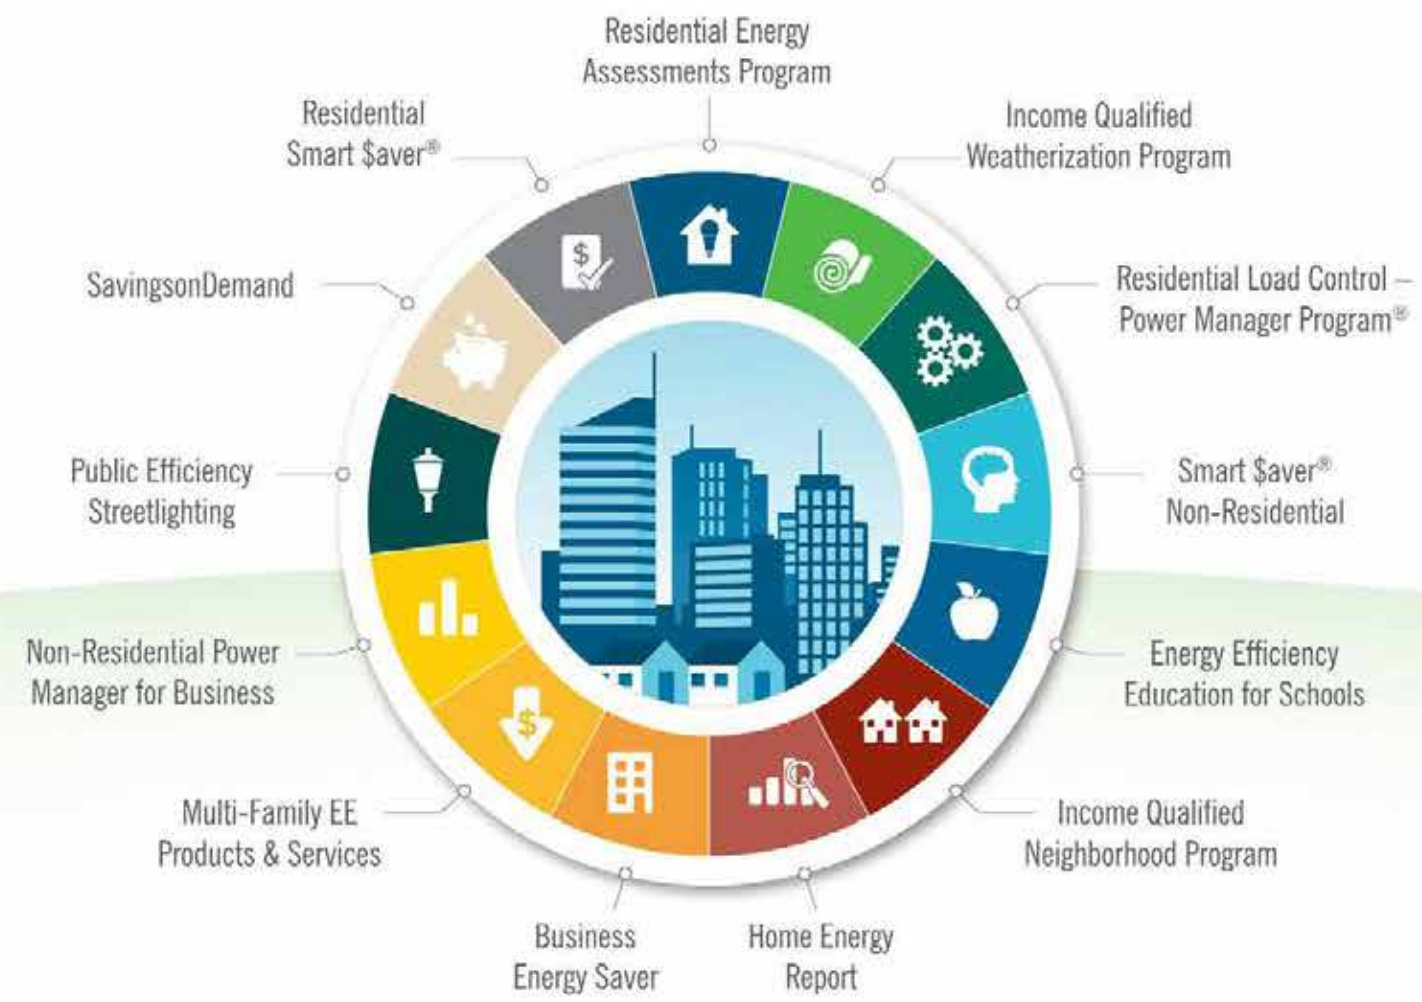 Residential Energy
Assessments Program
Income Qualified
Weatherization Program
Residential Load Control –
Power Manager Program®
Smart $aver®
Non-Residential
Energy Efficiency
Education for Schools
Income Qualified
Neighborhood Program
Home Energy
Report
Business
Energy Saver
Multi-Family EE
Products & Services
Non-Residential Power
Manager for Business
Public Efficiency
Streetlighting
SavingsonDemand
Residential
Smart $aver®
$
$